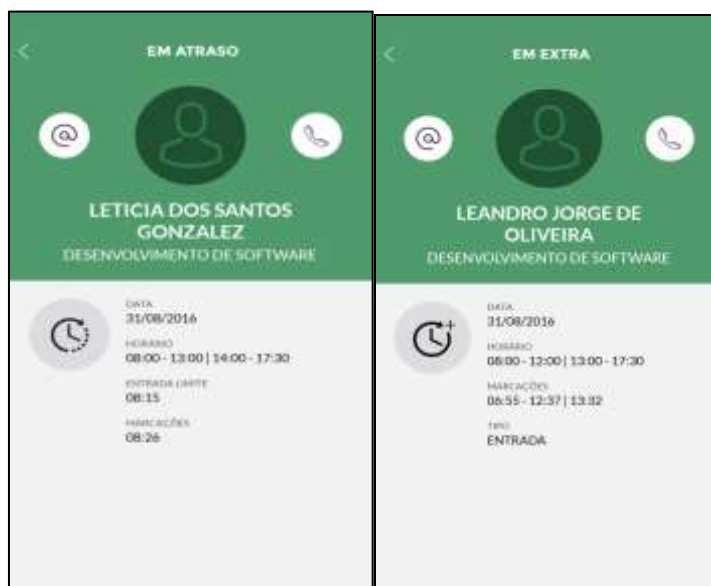 EM ATRASO
LETICIA DOS SANTOS
GONZALEZ
DESENVOLVIMENTO DE SOFTWARE
DATA
31/08/2016
HORÁRIO
08:00 - 13:00 | 14:00 - 17:30
ENTRADA LIMITE
08:15
MARCAÇÕES
08:26
EM EXTRA
LEANDRO JORGE DE
OLIVEIRA
DESENVOLVIMENTO DE SOFTWARE
DATA
31/08/2016
HORÁRIO
08:00 - 12:00 | 13:00 - 17:30
MARCAÇÕES
06:55 - 12:37 | 13:32
TIPO
ENTRADA